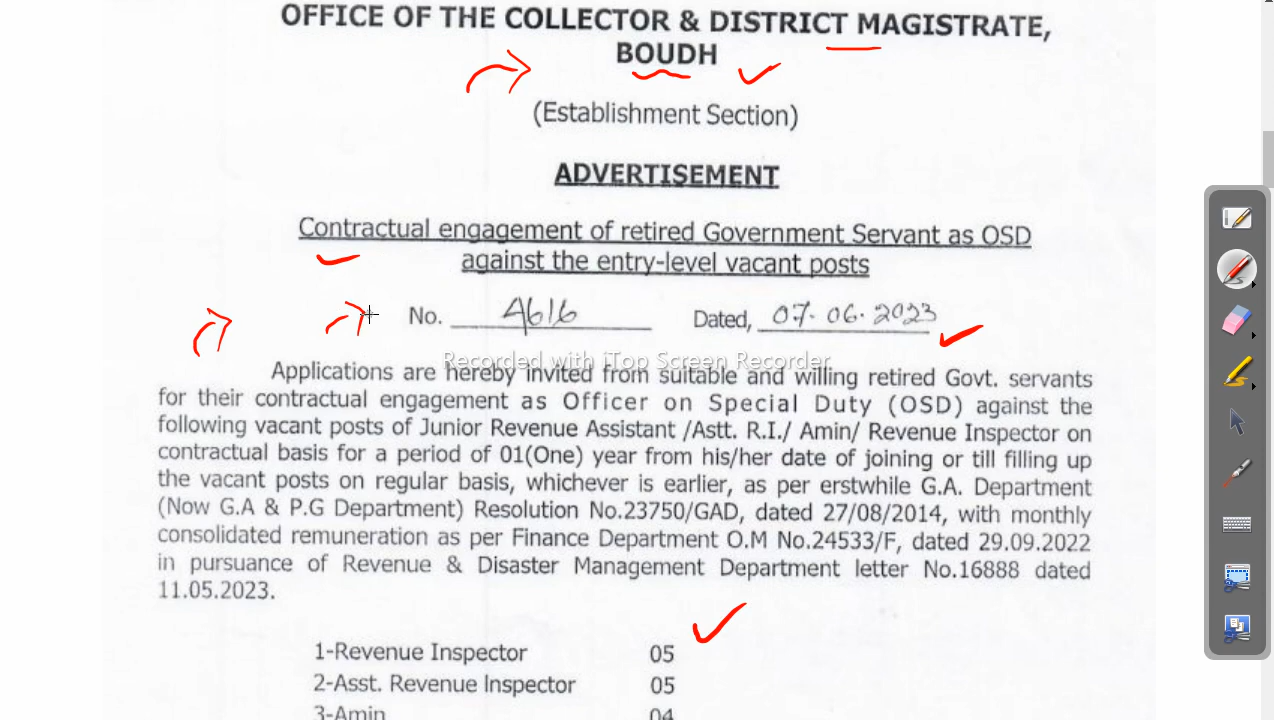 OFFICE OF THE COLLECTOR & DISTRICT MAGISTRATE,
BOUDH
(Establishment Section)
ADVERTISEMENT
Contractual engagement of retired Government Servant as OSD
against the entry-level vacant posts
No. 4616 Dated, 07.06.2023
Recorded with iTop Screen Recorder
Applications are hereby invited from suitable and willing retired Govt. servants
for their contractual engagement as Officer on Special Duty (OSD) against the
following vacant posts of Junior Revenue Assistant /Astt. R.I./ Amin/ Revenue Inspector on
contractual basis for a period of 01(One) year from his/her date of joining or till filling up
the vacant posts on regular basis, whichever is earlier, as per erstwhile G.A. Department
(Now G.A & P.G Department) Resolution No.23750/GAD, dated 27/08/2014, with monthly
consolidated remuneration as per Finance Department O.M No.24533/F, dated 29.09.2022
in pursuance of Revenue & Disaster Management Department letter No.16888 dated
11.05.2023.
1-Revenue Inspector 05
2-Asst. Revenue Inspector 05
3-Amin 04